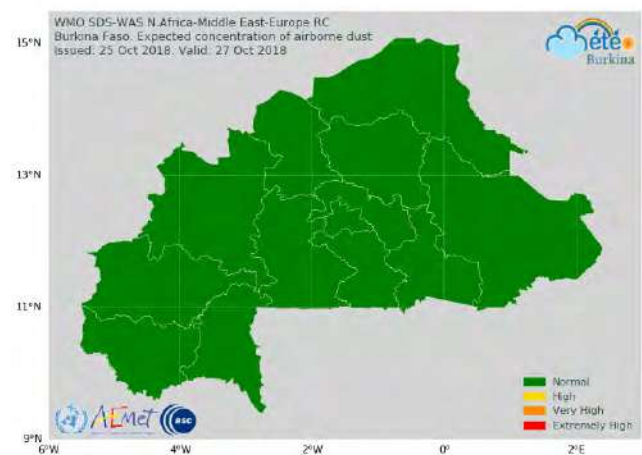 WMO SDS-WAS N.Africa-Middle East-Europe RC
Burkina Faso. Expected concentration of airborne dust
Issued: 25 Oct 2018. Valid: 27 Oct 2018
été
Burkina
15°N
13°N
11°N
9°N
Normal
High
Very High
Extremely High
AEMet
BSC
6°W
4°W
2°W
0°
2°E